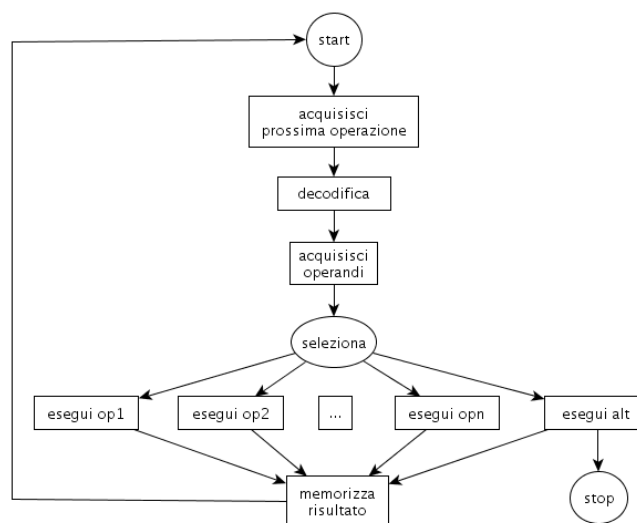 start
acquisisci
prossima operazione
decodifica
acquisisci
operandi
seleziona
esegui op1
esegui op2
...
esegui opn
esegui alt
memorizza
risultato
stop